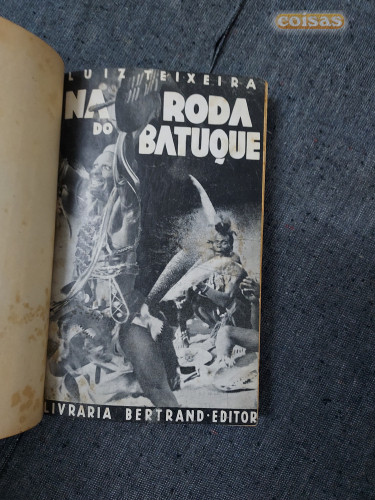 coisas
LUIZ TEIXEIRA
NA RODA
DO BATUQUE
LIVRARIA BERTRAND·EDITOR